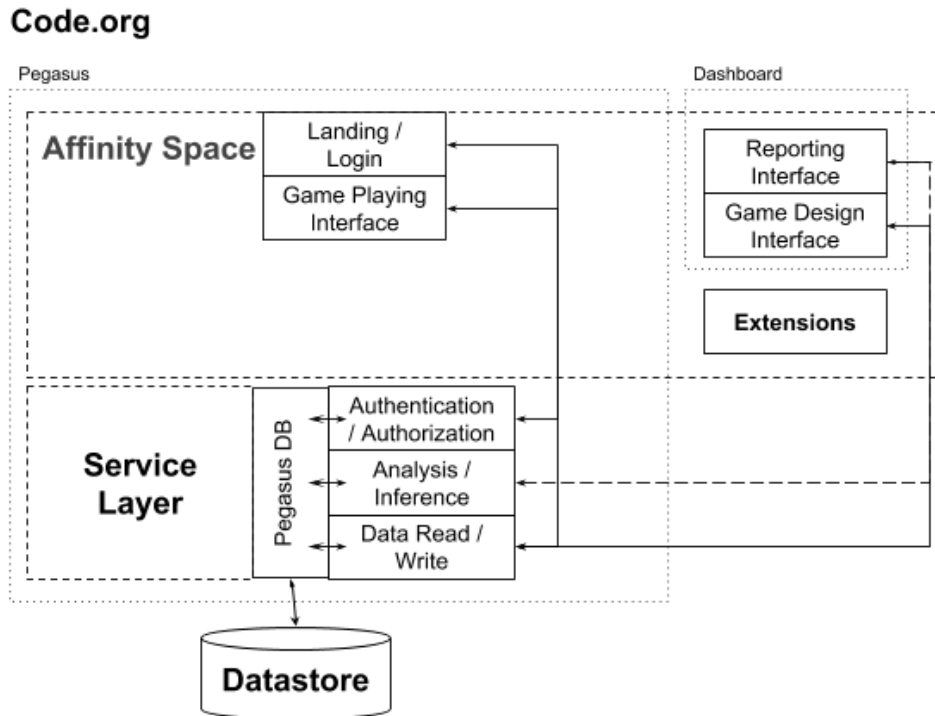 Code.org
Pegasus
Dashboard
Affinity Space
Landing /
Login
Game Playing
Interface
Reporting
Interface
Game Design
Interface
Extensions
Service
Layer
Pegasus DB
Authentication
/ Authorization
Analysis /
Inference
Data Read /
Write
Datastore